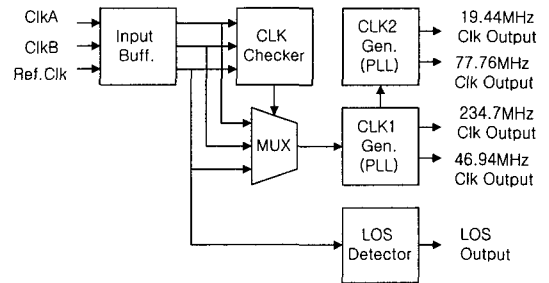 ClkA
ClkB
Ref.Clk
Input
Buff.
CLK
Checker
MUX
CLK2
Gen.
(PLL)
19.44MHz
Clk Output
77.76MHz
Clk Output
CLK1
Gen.
(PLL)
234.7MHz
Clk Output
46.94MHz
Clk Output
LOS
Detector
LOS
Output